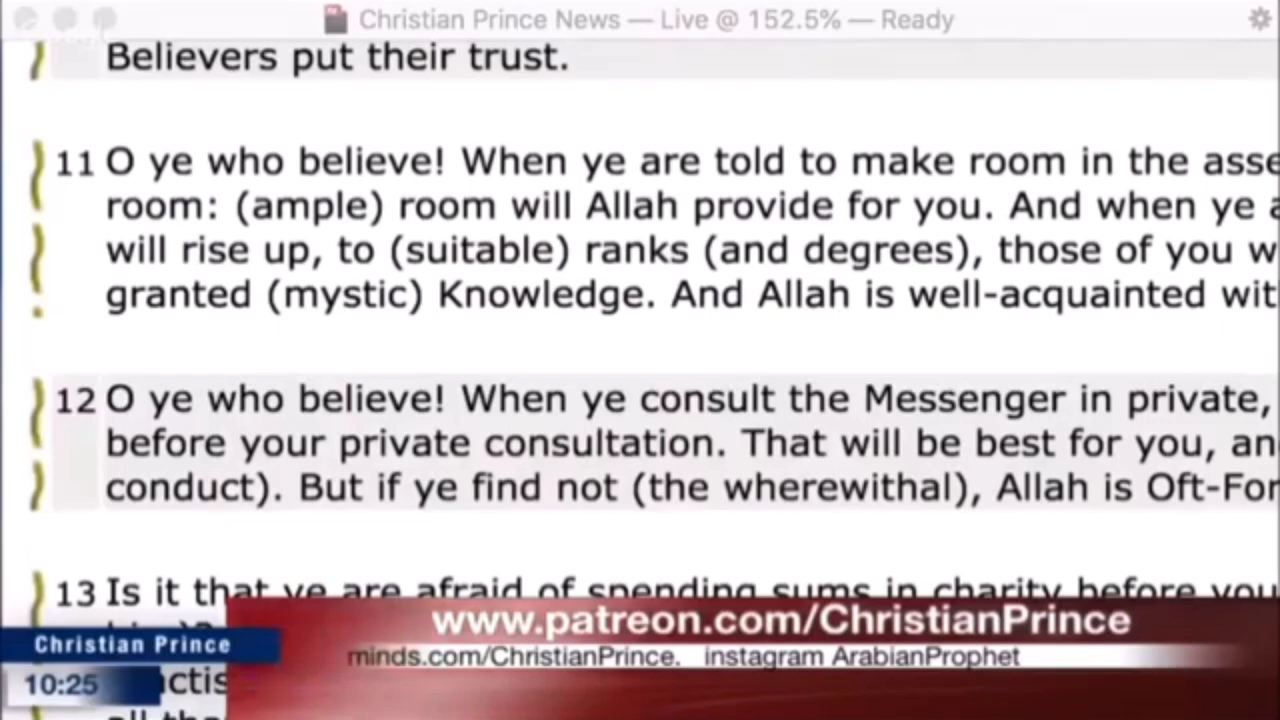 Christian Prince News — Live @ 152.5% — Ready
Believers put their trust.
11 O ye who believe! When ye are told to make room in the asse
room: (ample) room will Allah provide for you. And when ye a
will rise up, to (suitable) ranks (and degrees), those of you w
granted (mystic) Knowledge. And Allah is well-acquainted wit
12 O ye who believe! When ye consult the Messenger in private,
before your private consultation. That will be best for you, an
conduct). But if ye find not (the wherewithal), Allah is Oft-For
13 Is it that ye are afraid of spending sums in charity before you
www.patreon.com/ChristianPrince
Christian Prince
minds.com/ChristianPrince. instagram ArabianProphet
10:25
actis